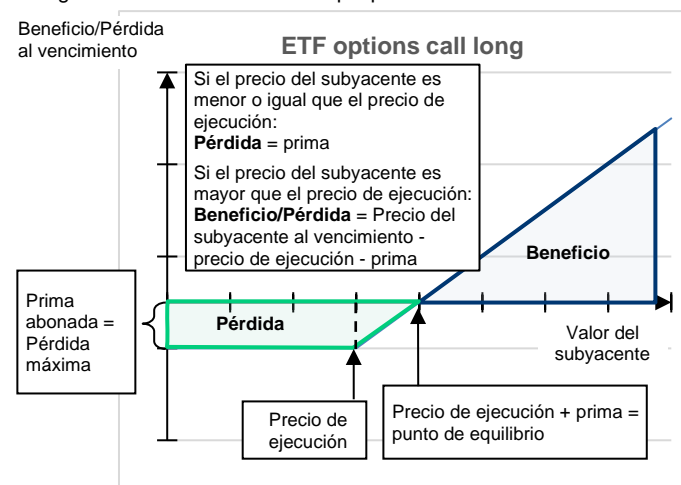 Beneficio/Pérdida
al vencimiento
ETF options call long
Si el precio del subyacente es
menor o igual que el precio de
ejecución:
Pérdida = prima
Si el precio del subyacente es
mayor que el precio de ejecución:
Beneficio/Pérdida = Precio del
subyacente al vencimiento -
precio de ejecución - prima
Beneficio
Prima
abonada =
Pérdida
máxima
Pérdida
Valor del
subyacente
Precio de
ejecución
Precio de ejecución + prima =
punto de equilibrio